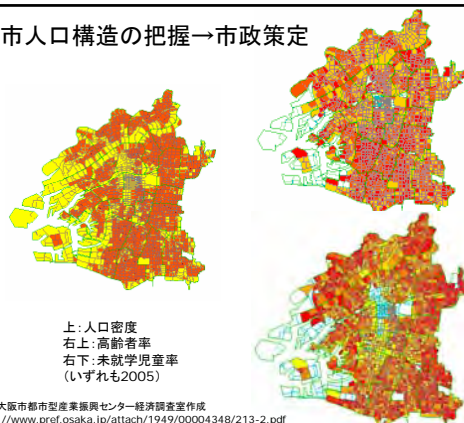 市人口構造の把握→市政策定
上:人口密度
右上:高齢者率
右下:未就学児童率
(いずれも2005)
大阪市都市型産業振興センター経済調査室作成
://www.pref.osaka.jp/attach/1949/00004348/213-2.pdf